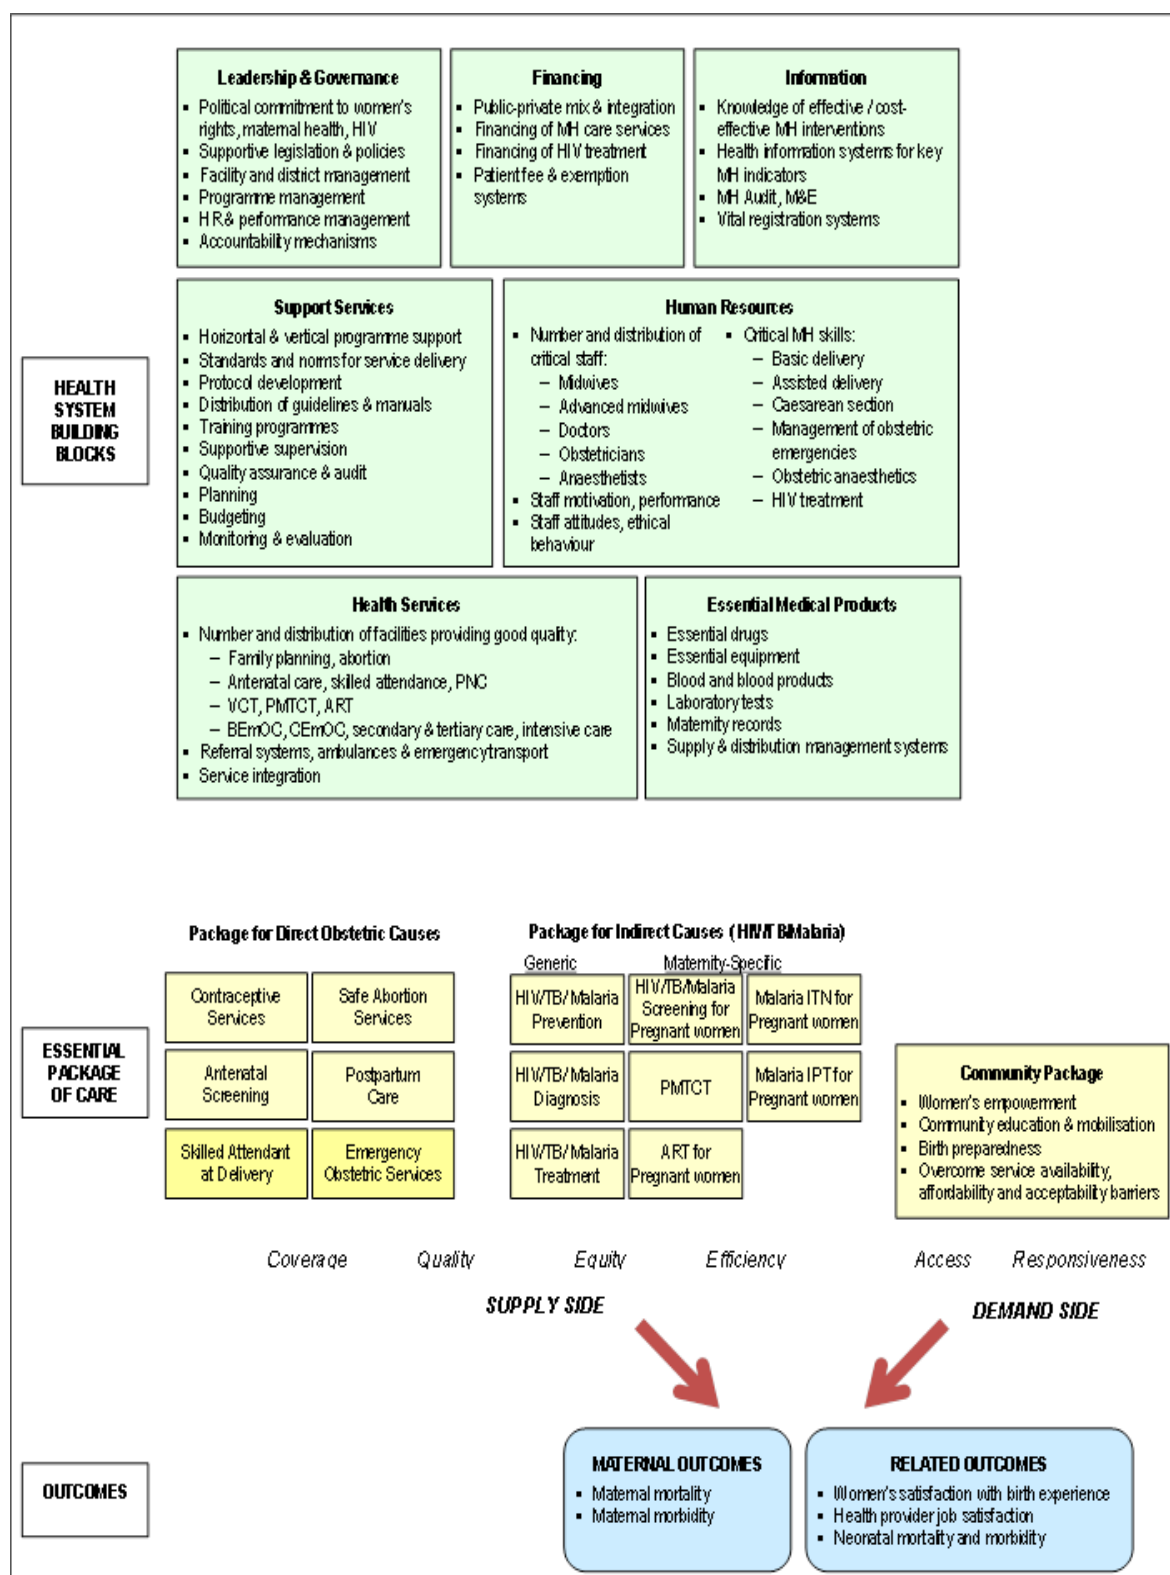 Leadership & Governance
▪ Political commitment to women's
rights, maternal health, HIV
▪ Supportive legislation & policies
▪ Facility and district management
▪ Programme management
▪ HR & performance management
▪ Accountability mechanisms
Financing
▪ Public-private mix & integration
▪ Financing of MH care services
▪ Financing of HIV treatment
▪ Patient fee & exemption
systems
Information
▪ Knowledge of effective / cost-
effective MH interventions
▪ Health information systems for key
MH indicators
▪ MH Audit, M&E
▪ Vital registration systems
HEALTH
SYSTEM
BUILDING
BLOCKS
Support Services
▪ Horizontal & vertical programme support
▪ Standards and norms for service delivery
▪ Protocol development
▪ Distribution of guidelines & manuals
▪ Training programmes
▪ Supportive supervision
▪ Quality assurance & audit
▪ Planning
▪ Budgeting
▪ Monitoring & evaluation
Human Resources
▪ Number and distribution of
critical staff:
– Midwives
– Advanced midwives
– Doctors
– Obstetricians
– Anaesthetists
▪ Staff motivation, performance
▪ Staff attitudes, ethical
behaviour
▪ Critical MH skills:
– Basic delivery
– Assisted delivery
– Caesarean section
– Management of obstetric
emergencies
– Obstetric anaesthetics
– HIV treatment
Health Services
▪ Number and distribution of facilities providing good quality:
– Family planning, abortion
– Antenatal care, skilled attendance, PNC
– VCT, PMTCT, ART
– BEmOC, CEmOC, secondary & tertiary care, intensive care
▪ Referral systems, ambulances & emergency transport
▪ Service integration
Essential Medical Products
▪ Essential drugs
▪ Essential equipment
▪ Blood and blood products
▪ Laboratory tests
▪ Maternity records
▪ Supply & distribution management systems
ESSENTIAL
PACKAGE
OF CARE
Package for Direct Obstetric Causes
Contraceptive
Services
Safe Abortion
Services
Antenatal
Screening
Postpartum
Care
Skilled Attendant
at Delivery
Emergency
Obstetric Services
Package for Indirect Causes (HIV/TB/Malaria)
Generic
Maternity-Specific
HIV/TB/ Malaria
Prevention
HIV/TB/Malaria
Screening for
Pregnant women
Malaria ITN for
Pregnant women
HIV/TB/ Malaria
Diagnosis
PMTCT
Malaria IPT for
Pregnant women
HIV/TB/ Malaria
Treatment
ART for
Pregnant women
Community Package
▪ Women's empowerment
▪ Community education & mobilisation
▪ Birth preparedness
▪ Overcome service availability,
affordability and acceptability barriers
Coverage Quality Equity Efficiency Access Responsiveness
SUPPLY SIDE
DEMAND SIDE
OUTCOMES
MATERNAL OUTCOMES
▪ Maternal mortality
▪ Maternal morbidity
RELATED OUTCOMES
▪ Women's satisfaction with birth experience
▪ Health provider job satisfaction
▪ Neonatal mortality and morbidity